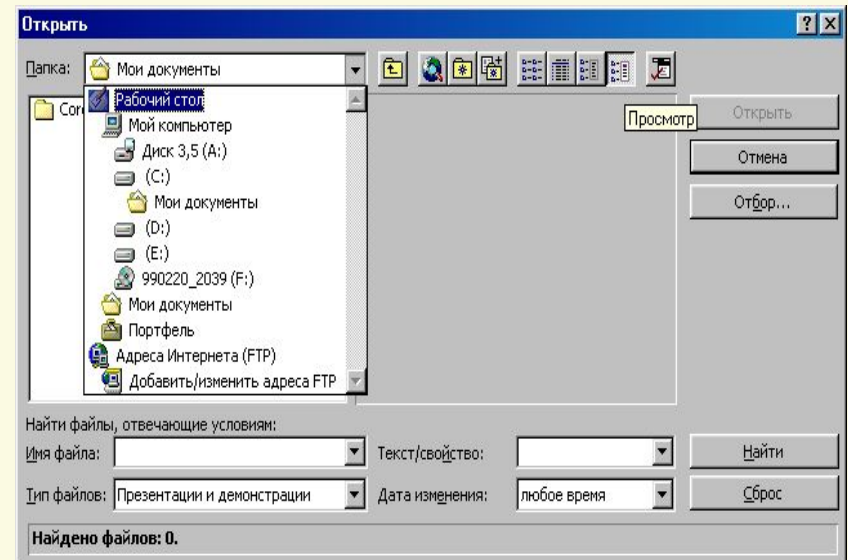 Открыть
Папка: Мои документы
Рабочий стол
Мой компьютер
Диск 3,5 (A:)
(C:)
Мои документы
(D:)
(E:)
990220_2039 (F:)
Мои документы
Портфель
Адреса Интернета (FTP)
Добавить/изменить адреса FTP
Просмотр
Открыть
Отмена
Отбор...
Найти файлы, отвечающие условиям:
Имя файла: Текст/свойство: Найти
Тип файлов: Презентации и демонстрации Дата изменения: любое время Сброс
Найдено файлов: 0.